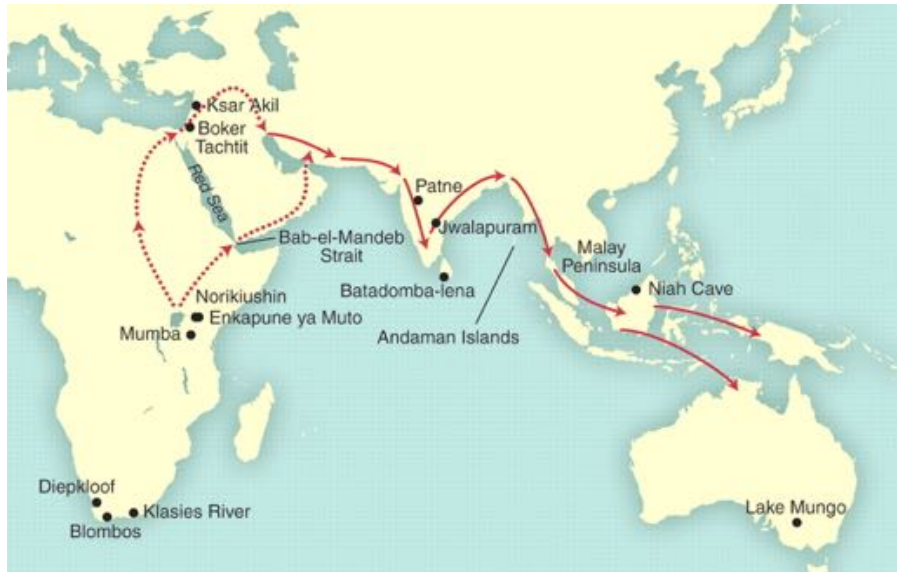 Ksar Akil
Boker
Tachtit
Red Sea
Patne
Jwalapuram
Bab-el-Mandeb
Strait
Malay
Peninsula
Batadomba-lena
Niah Cave
Norikiushin
Enkapune ya Muto
Mumba
Andaman Islands
Diepkloof
Klasies River
Blombos
Lake Mungo